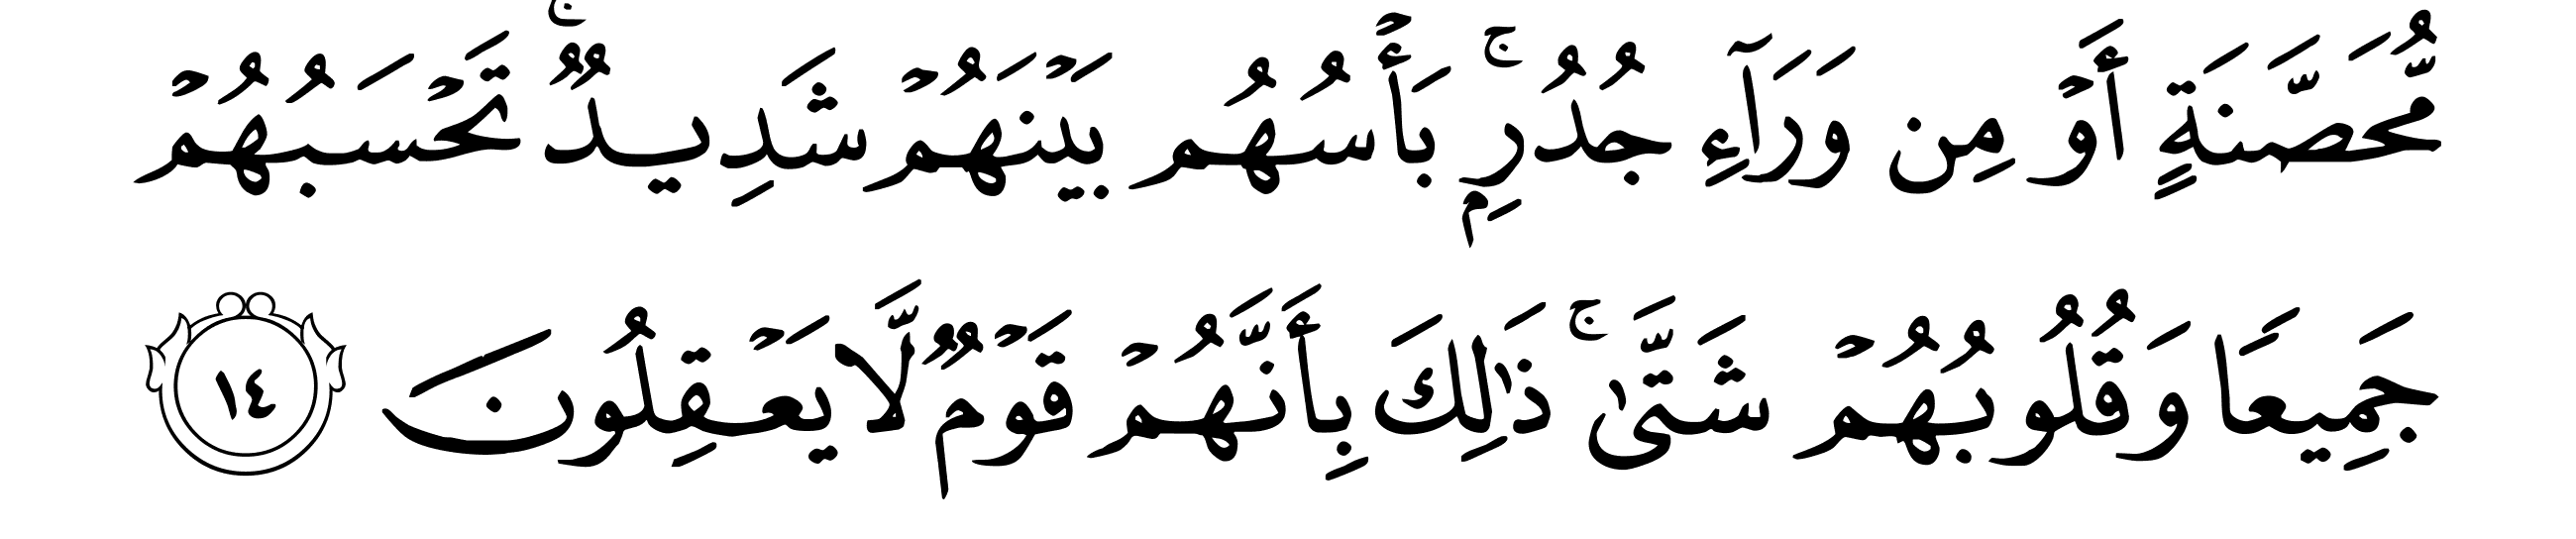 مُّحَصَّنَةٍ أَوۡ مِن وَرَآءِ جُدُرِۭۚ بَأۡسُهُم بَيۡنَهُمۡ شَدِيدٞۚ تَحۡسَبُهُمۡ
جَمِيعٗا وَقُلُوبُهُمۡ شَتَّىٰۚ ذَٰلِكَ بِأَنَّهُمۡ قَوۡمٞ لَّا يَعۡقِلُونَ ١٤